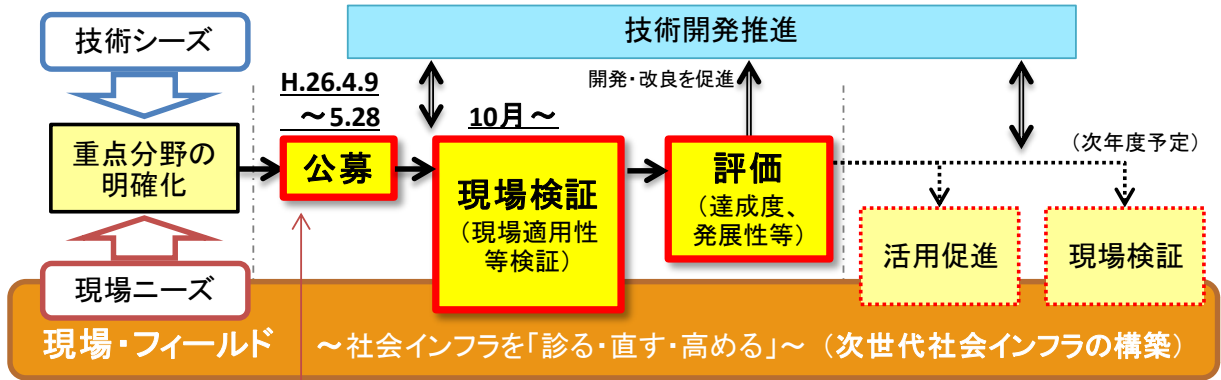 技術シーズ
技術開発推進
H.26.4.9
～5.28
開発・改良を促進
10月～
重点分野の
明確化
公募
現場検証
(現場適用性
等検証)
評価
(達成度、
発展性等)
(次年度予定)
活用促進
現場検証
現場ニーズ
現場・フィールド ～社会インフラを「診る・直す・高める」～ (次世代社会インフラの構築)